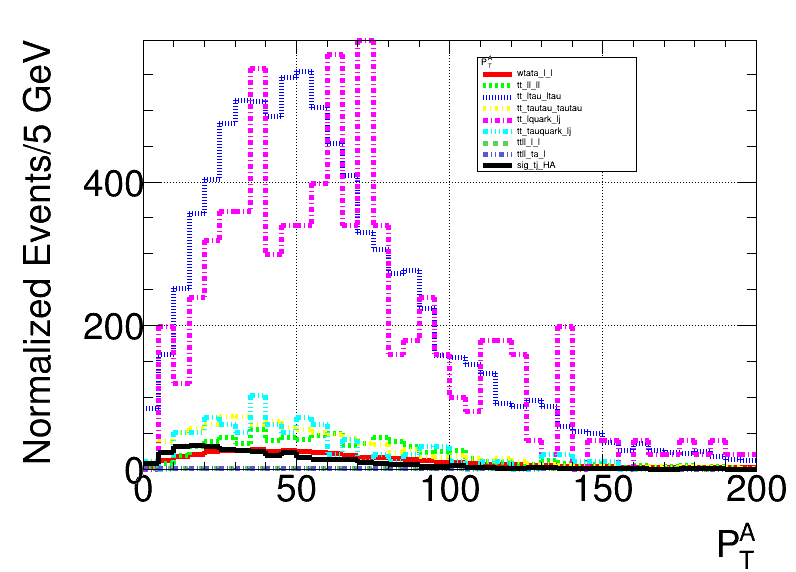 Normalized Events/5 GeV
P_T^A
wtata_l_l
tt_ll_ll
tt_ltau_ltau
tt_tautau_tautau
tt_lquark_lj
tt_tauquark_lj
ttll_l_l
ttll_ta_l
sig_tj_HA
400
200
0
0 50 100 150 200
P_T^A